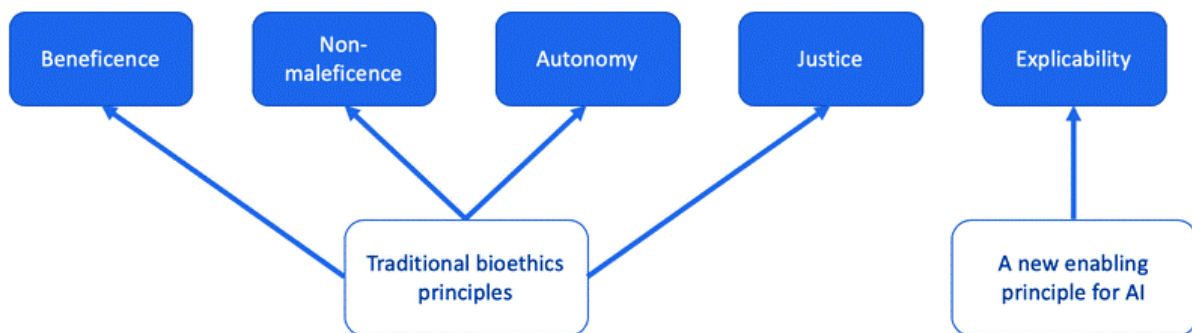 Beneficence
Non-
maleficence
Autonomy
Justice
Explicability
Traditional bioethics
principles
A new enabling
principle for AI